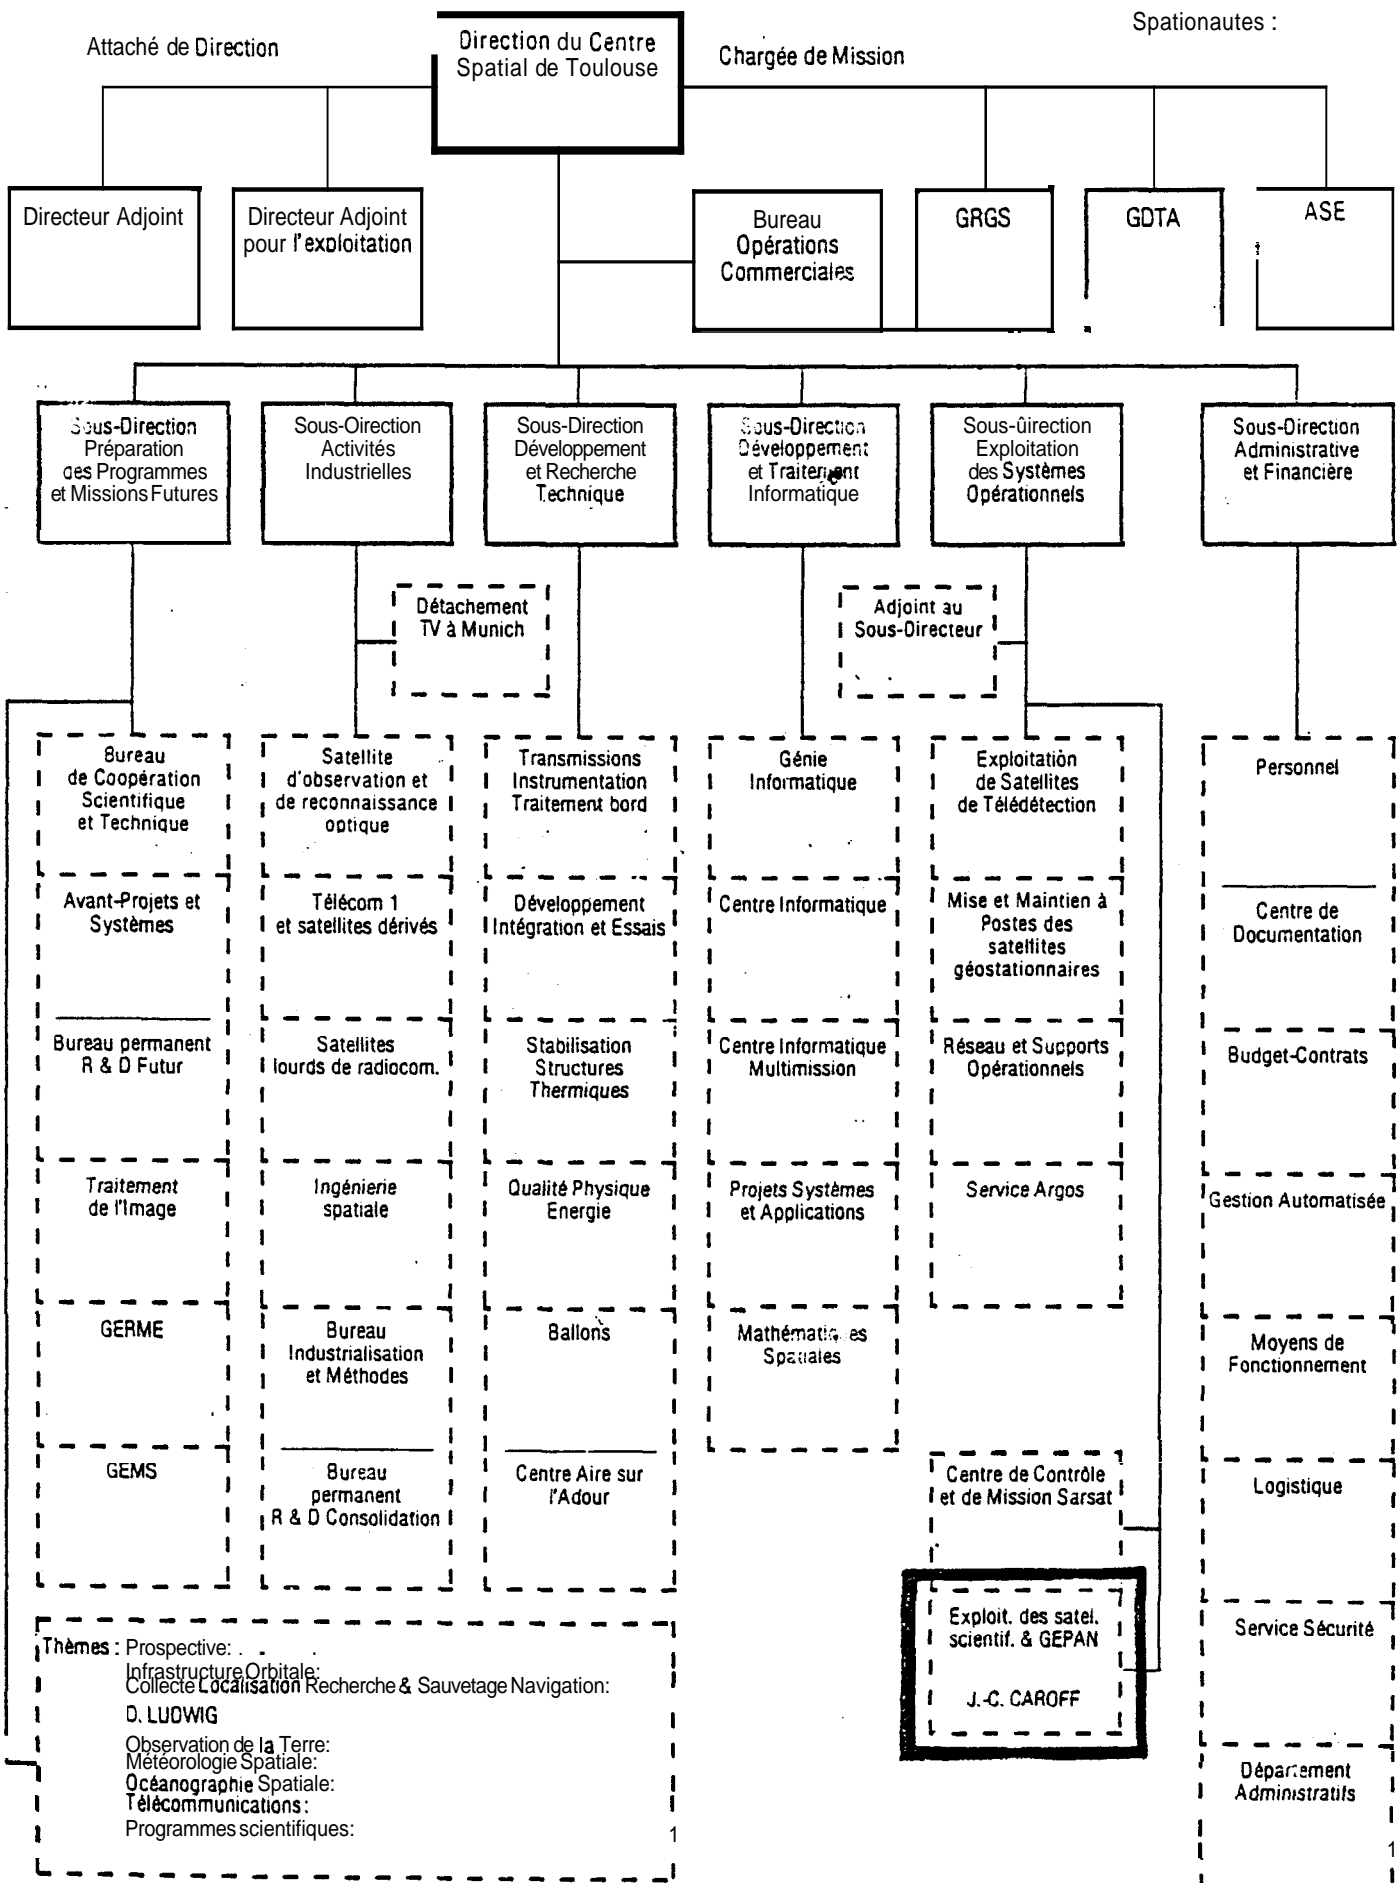 Spationautes :
Attaché de Direction
Direction du Centre
Spatial de Toulouse
Chargée de Mission
Directeur Adjoint
Directeur Adjoint
pour l'exploitation
Bureau
Opérations
Commerciales
GRGS
GDTA
ASE
Sous-Direction
Préparation
des Programmes
et Missions Futures
Sous-Direction
Activités
Industrielles
Sous-Direction
Développement
et Recherche
Technique
Sous-Direction
Développement
et Traitement
Informatique
Sous-ûirection
Exploitation
des Systèmes
Opérationnels
Sous-Direction
Administrative
et Financière
Détachement
TV à Munich
Adjoint au
Sous-Directeur
Bureau
de Coopération
Scientifique
et Technique
Avant-Projets et
Systèmes
Bureau permanent
R & D Futur
Traitement
de l'Image
GERME
GEMS
Satellite
d'observation et
de reconnaissance
optique
Télécom 1
et satellites dérivés
Satellites
lourds de radiocom.
Ingénierie
spatiale
Bureau
Industrialisation
et Méthodes
Bureau
permanent
R & D Consolidation
Transmissions
Instrumentation
Traitement bord
Développement
Intégration et Essais
Stabilisation
Structures
Thermiques
Qualité Physique
Energie
Ballons
Centre Aire sur
l'Adour
Génie
Informatique
Centre Informatique
Centre Informatique
Multimission
Projets Systèmes
et Applications
Mathématiques
Spatiales
Exploitation
de Satellites
de Télédétection
Mise et Maintien à
Postes des
satellites
géostationnaires
Réseau et Supports
Opérationnels
Service Argos
Centre de Contrôle
et de Mission Sarsat
Exploit. des satel.
scientif. & GEPAN
J.-C. CAROFF
Personnel
Centre de
Documentation
Budget-Contrats
Gestion Automatisée
Moyens de
Fonctionnement
Logistique
Service Sécurité
Département
Administratifs
Thèmes : Prospective:
Infrastructure Orbitale:
Collecte Localisation Recherche & Sauvetage Navigation:
D. LUDWIG
Observation de la Terre:
Météorologie Spatiale:
Océanographie Spatiale:
Télécommunications :
Programmes scientifiques: